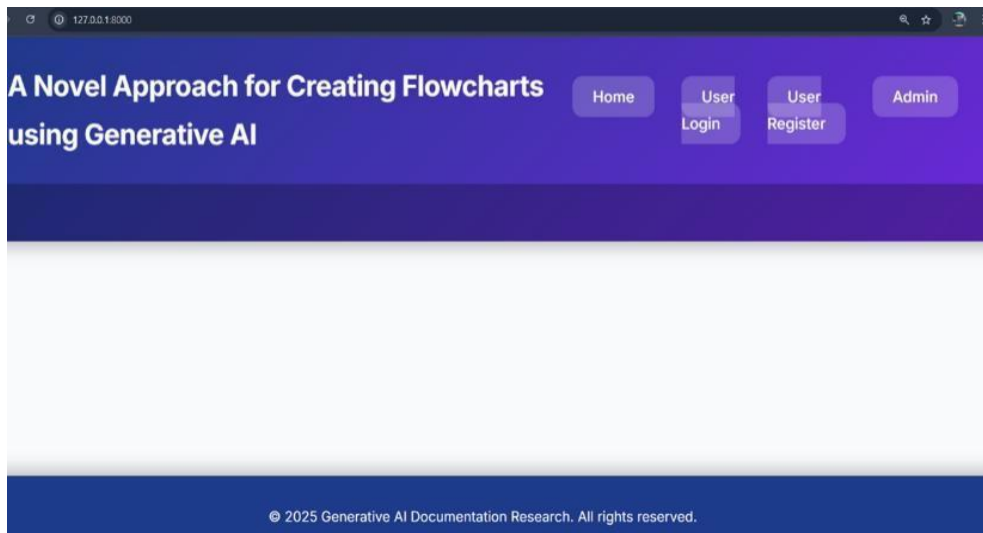 127.0.0.1:8000
A Novel Approach for Creating Flowcharts
using Generative AI
Home
User
Login
User
Register
Admin
© 2025 Generative AI Documentation Research. All rights reserved.